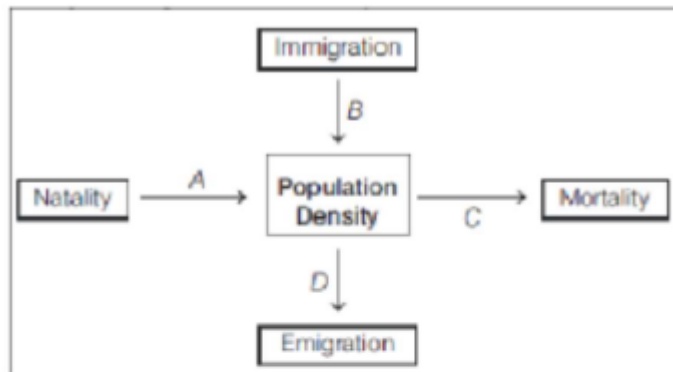 Immigration
B
Natality
A
Population
Density
C
Mortality
D
Emigration